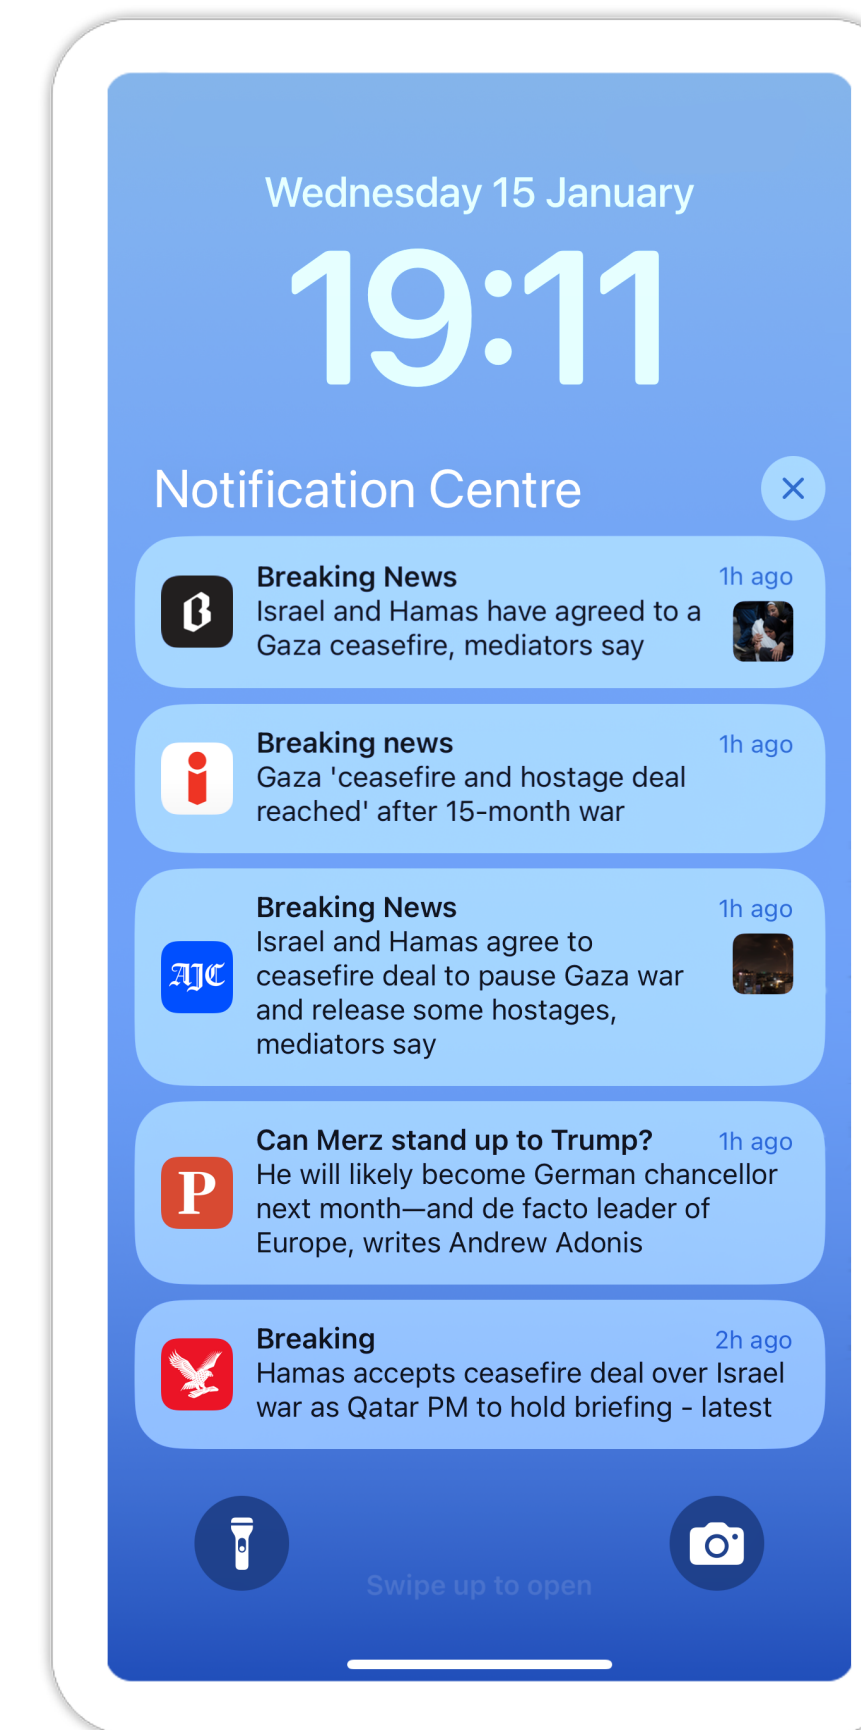 Wednesday 15 January
19:11
Notification Centre
Breaking News
1h ago
B
Israel and Hamas have agreed to a
Gaza ceasefire, mediators say
Breaking news
1h ago
i
Gaza 'ceasefire and hostage deal
reached' after 15-month war
Breaking News
1h ago
AJC
Israel and Hamas agree to
ceasefire deal to pause Gaza war
and release some hostages,
mediators say
Can Merz stand up to Trump?
1h ago
P
He will likely become German chancellor
next month—and de facto leader of
Europe, writes Andrew Adonis
Breaking
2h ago
Hamas accepts ceasefire deal over Israel
war as Qatar PM to hold briefing - latest
Swipe up to open